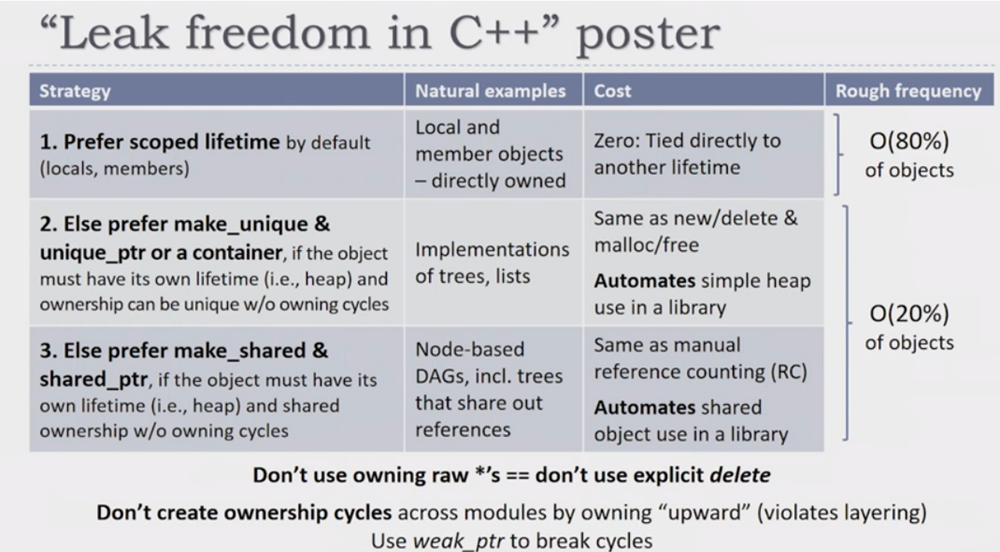 “Leak freedom in C++” poster
Strategy
Natural examples
Cost
Rough frequency
1. Prefer scoped lifetime by default
(locals, members)
Local and
member objects
– directly owned
Zero: Tied directly to
another lifetime
O(80%)
of objects
2. Else prefer make_unique &
unique_ptr or a container, if the object
must have its own lifetime (i.e., heap) and
ownership can be unique w/o owning cycles
Implementations
of trees, lists
Same as new/delete &
malloc/free
Automates simple heap
use in a library
O(20%)
of objects
3. Else prefer make_shared &
shared_ptr, if the object must have its
own lifetime (i.e., heap) and shared
ownership w/o owning cycles
Node-based
DAGs, incl. trees
that share out
references
Same as manual
reference counting (RC)
Automates shared
object use in a library
Don’t use owning raw *’s == don’t use explicit delete
Don’t create ownership cycles across modules by owning “upward” (violates layering)
Use weak_ptr to break cycles